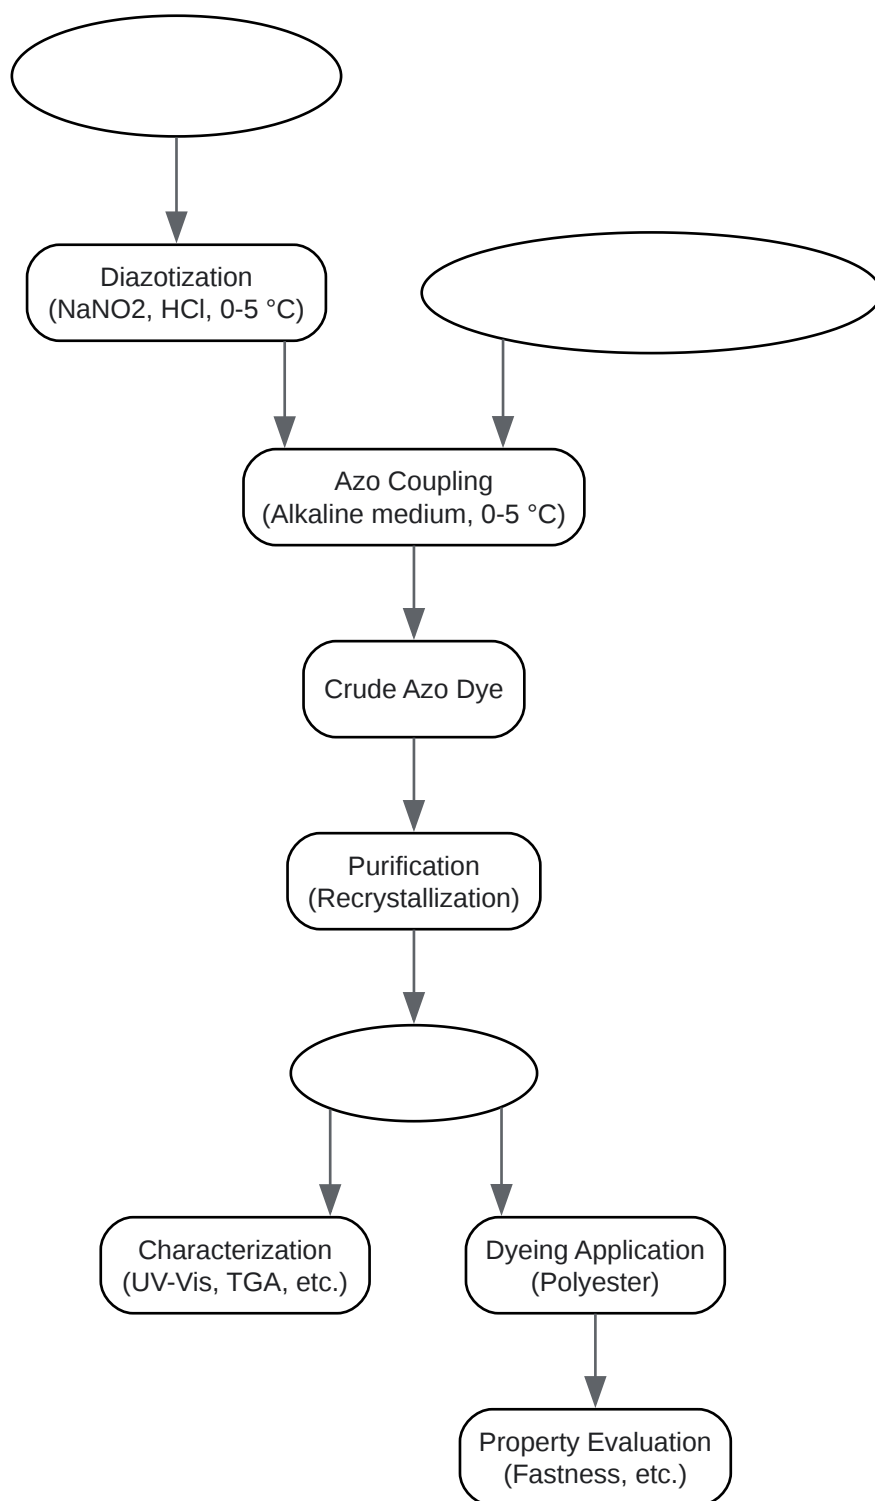 Diazotization
(NaNO2, HCl, 0-5 °C)
Azo Coupling
(Alkaline medium, 0-5 °C)
Crude Azo Dye
Purification
(Recrystallization)
Characterization
(UV-Vis, TGA, etc.)
Dyeing Application
(Polyester)
Property Evaluation
(Fastness, etc.)